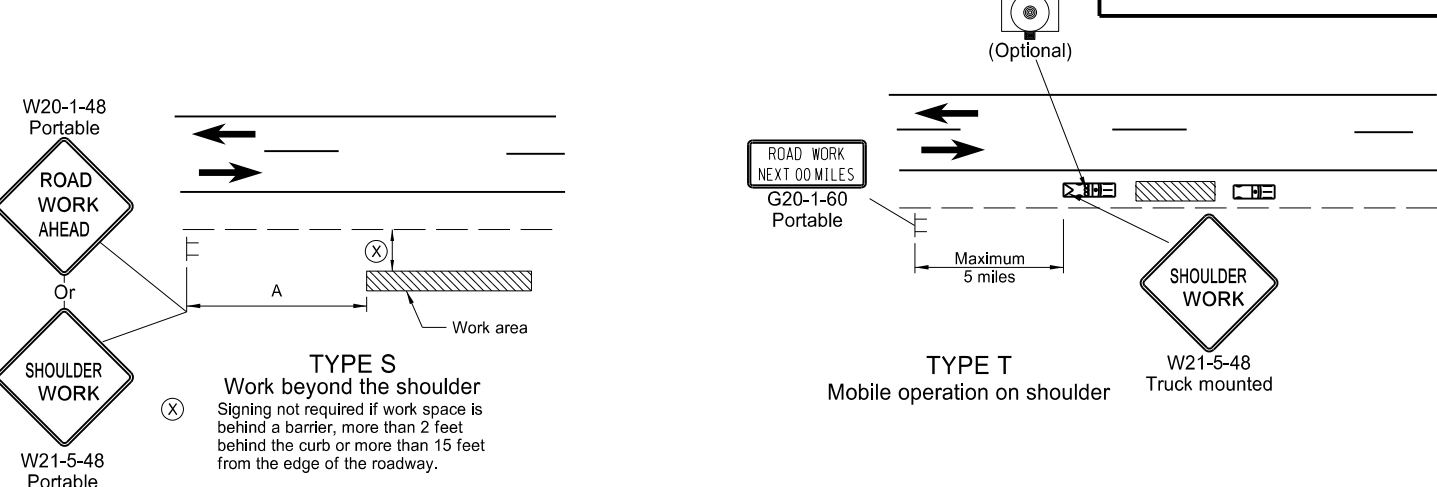 W20-1-48
Portable
ROAD
WORK
AHEAD
Or
SHOULDER
WORK
W21-5-48
Portable
X
A
Work area
TYPE S
Work beyond the shoulder
X
Signing not required if work space is
behind a barrier, more than 2 feet
behind the curb or more than 15 feet
from the edge of the roadway.
(Optional)
ROAD WORK
NEXT 00 MILES
G20-1-60
Portable
Maximum
5 miles
SHOULDER
WORK
W21-5-48
Truck mounted
TYPE T
Mobile operation on shoulder